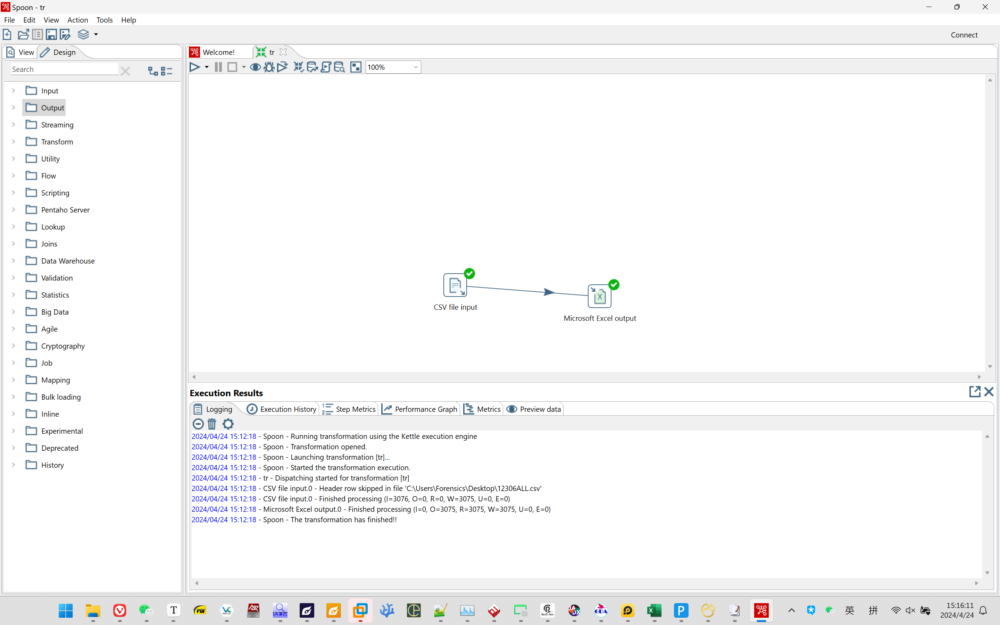 Spoon - tr
File Edit View Action Tools Help
Connect
View Design
Search
Input
Output
Streaming
Transform
Utility
Flow
Scripting
Pentaho Server
Lookup
Joins
Data Warehouse
Validation
Statistics
Big Data
Agile
Cryptography
Job
Mapping
Bulk loading
Inline
Experimental
Deprecated
History
Welcome! tr
100%
CSV file input
Microsoft Excel output
Execution Results
Logging Execution History Step Metrics Performance Graph Metrics Preview data
2024/04/24 15:12:18 - Spoon - Running transformation using the Kettle execution engine
2024/04/24 15:12:18 - Spoon - Transformation opened.
2024/04/24 15:12:18 - Spoon - Launching transformation [tr]...
2024/04/24 15:12:18 - Spoon - Started the transformation execution.
2024/04/24 15:12:18 - tr - Dispatching started for transformation [tr]
2024/04/24 15:12:18 - CSV file input.0 - Header row skipped in file 'C:\Users\Forensics\Desktop\12306ALL.csv'
2024/04/24 15:12:18 - CSV file input.0 - Finished processing (I=3076, O=0, R=0, W=3075, U=0, E=0)
2024/04/24 15:12:18 - Microsoft Excel output.0 - Finished processing (I=0, O=3075, R=3075, W=3075, U=0, E=0)
2024/04/24 15:12:18 - Spoon - The transformation has finished!!
英 拼
15:16:11
2024/4/24